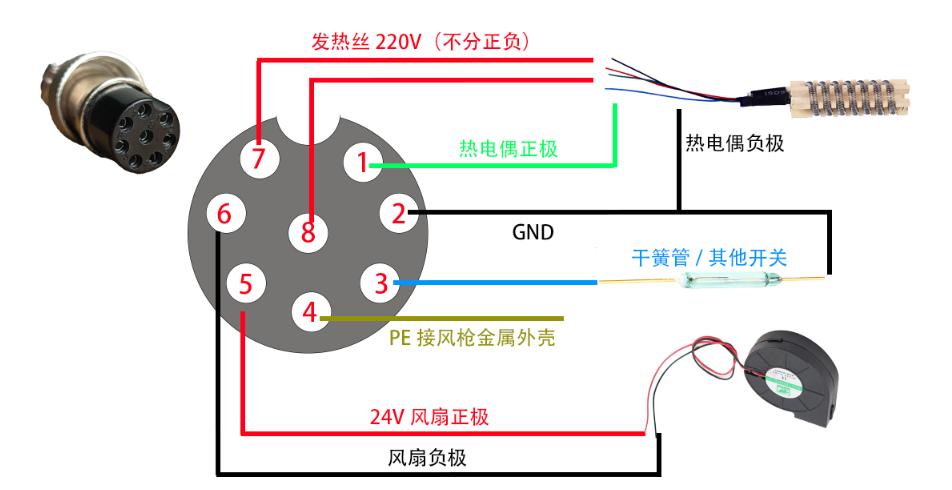 发热丝 220V（不分正负）
热电偶正极
热电偶负极
7
1
6
2
8
GND
干簧管 / 其他开关
5
3
4
PE 接风枪金属外壳
24V 风扇正极
风扇负极